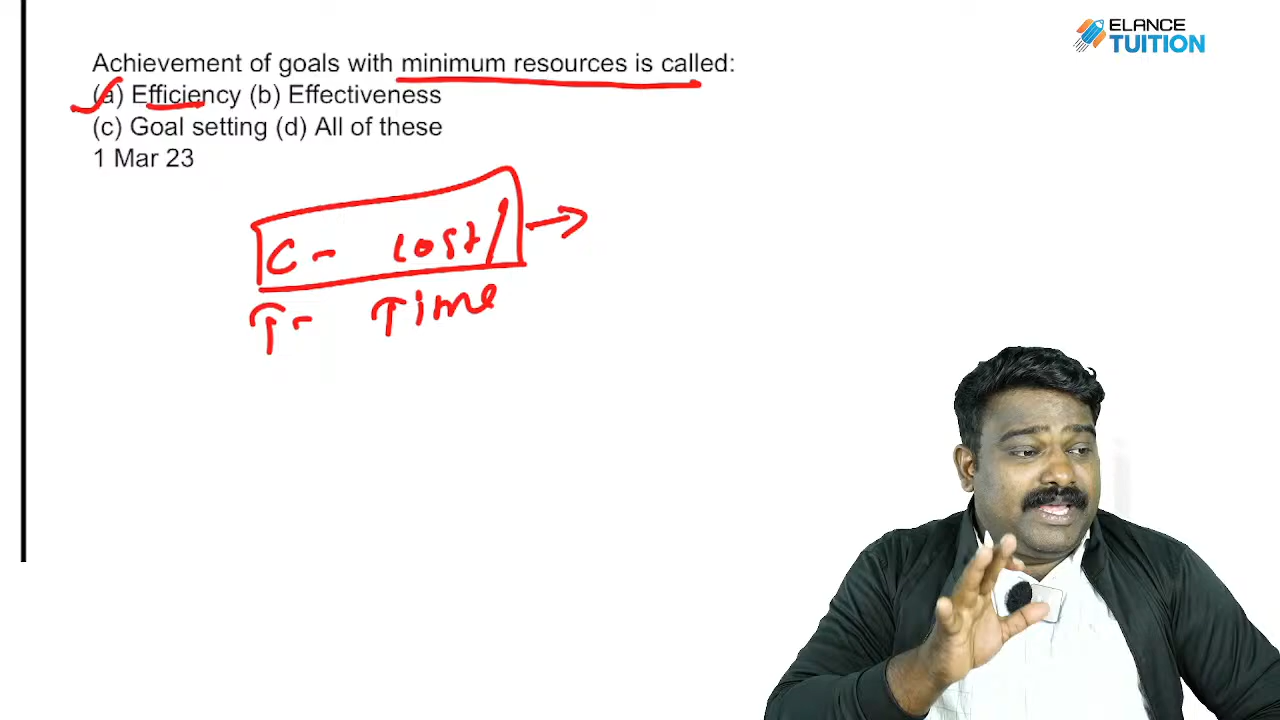 ELANCE
TUITION
Achievement of goals with minimum resources is called:
(a) Efficiency (b) Effectiveness
(c) Goal setting (d) All of these
1 Mar 23
C - Cost/
T - Time